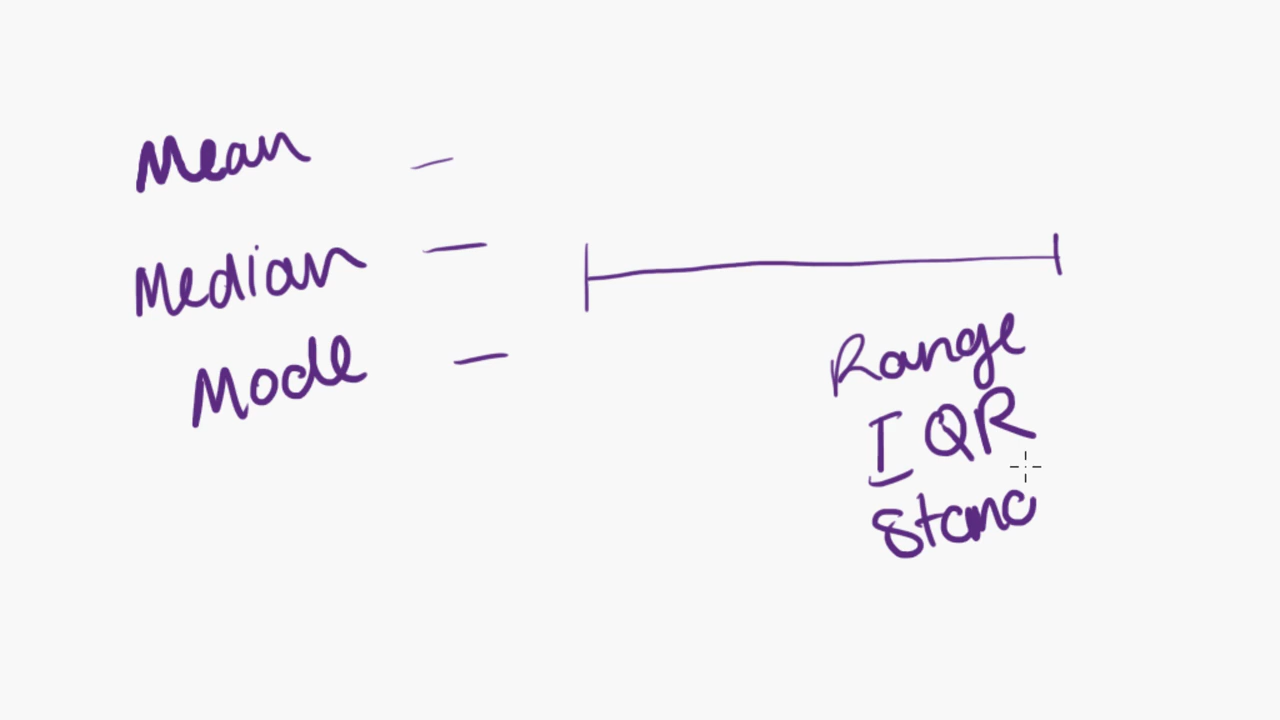 Mean -
Median -
Mode -
Range
IQR
Stand